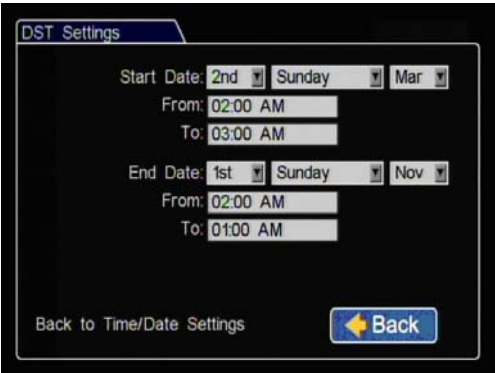 DST Settings
Start Date: 2nd Sunday Mar
From: 02:00 AM
To: 03:00 AM
End Date: 1st Sunday Nov
From: 02:00 AM
To: 01:00 AM
Back to Time/Date Settings Back